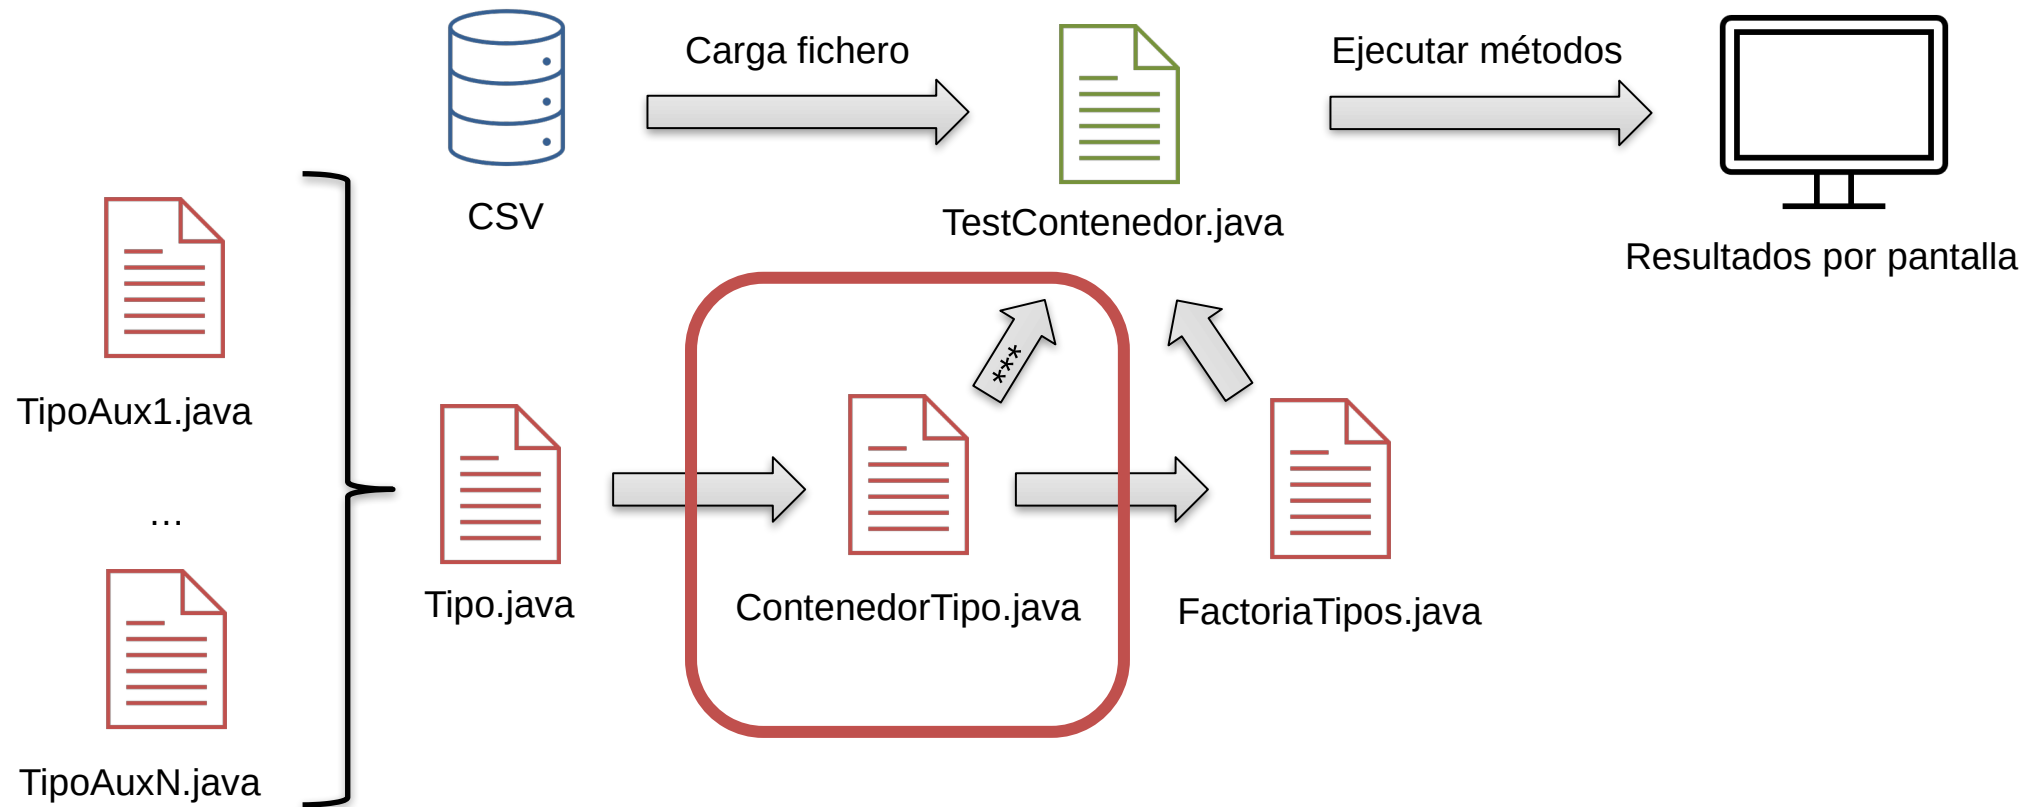 Carga fichero
Ejecutar métodos
CSV
TestContenedor.java
Resultados por pantalla
***
TipoAux1.java
...
Tipo.java
ContenedorTipo.java
FactoriaTipos.java
TipoAuxN.java